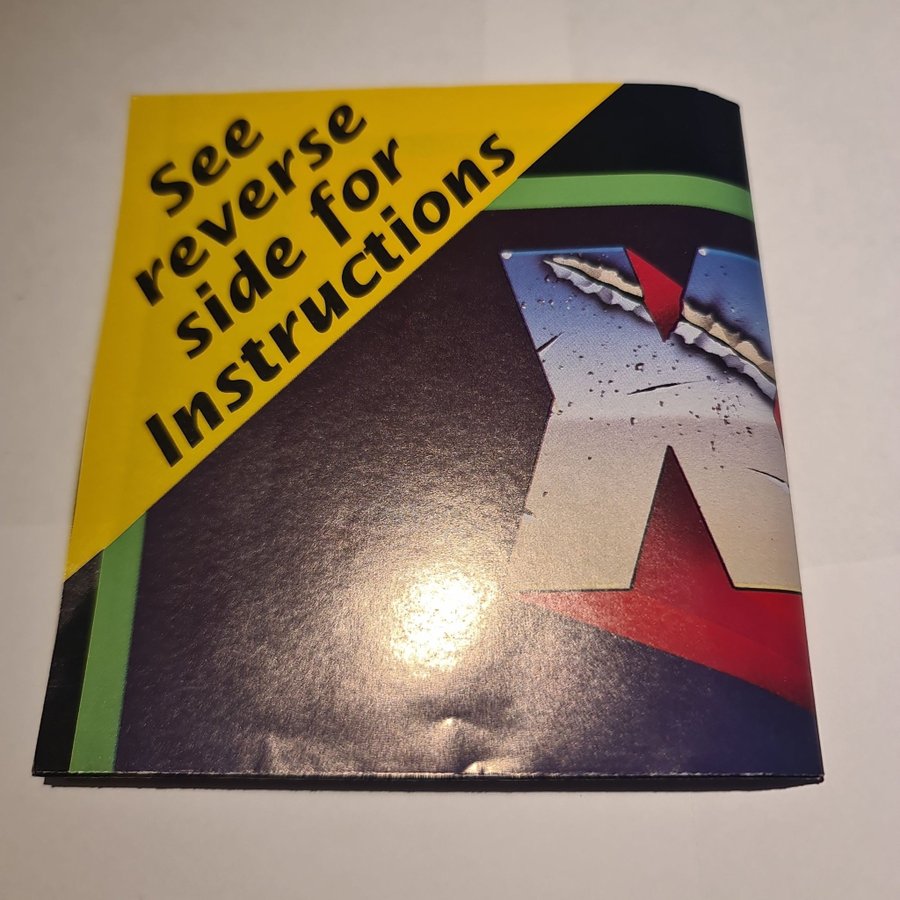 See
reverse
side for
Instructions
X